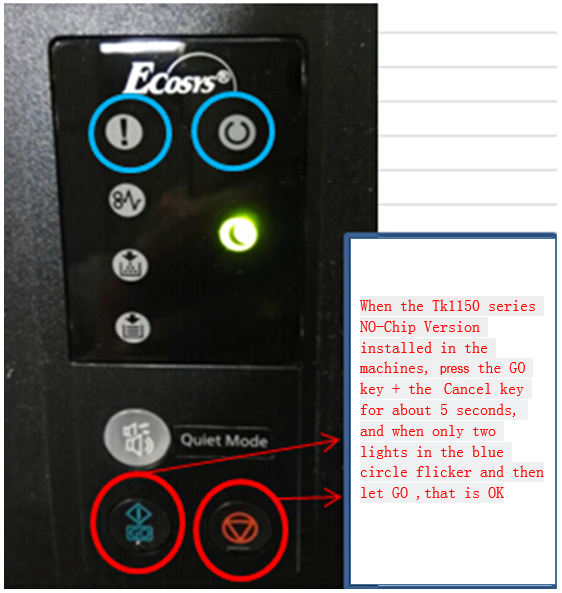 ECOSYS®
Quiet Mode
GO
When the Tk1150 series
NO-Chip Version
installed in the
machines, press the GO
key + the Cancel key
for about 5 seconds,
and when only two
lights in the blue
circle flicker and then
let GO ,that is OK